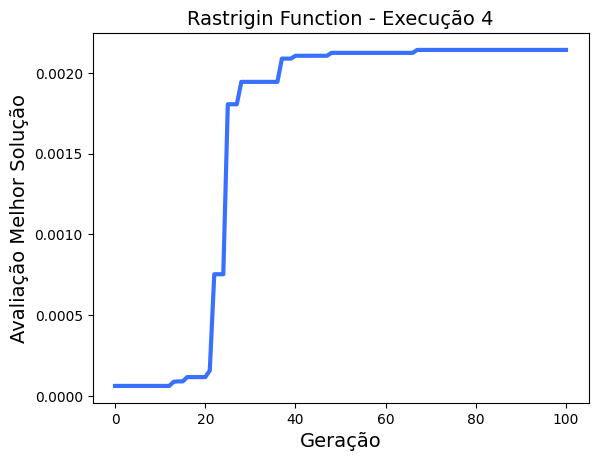 Rastrigin Function - Execução 4
Avaliação Melhor Solução
0.0020
0.0015
0.0010
0.0005
0.0000
0 20 40 60 80 100
Geração